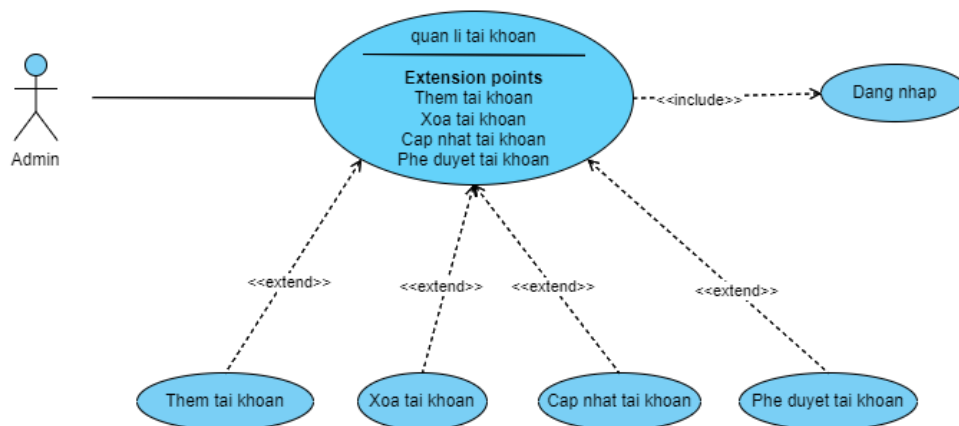 quan li tai khoan
Extension points
Them tai khoan
Xoa tai khoan
Cap nhat tai khoan
Phe duyet tai khoan
<<include>>
Dang nhap
Admin
<<extend>>
<<extend>>
<<extend>>
<<extend>>
Them tai khoan
Xoa tai khoan
Cap nhat tai khoan
Phe duyet tai khoan